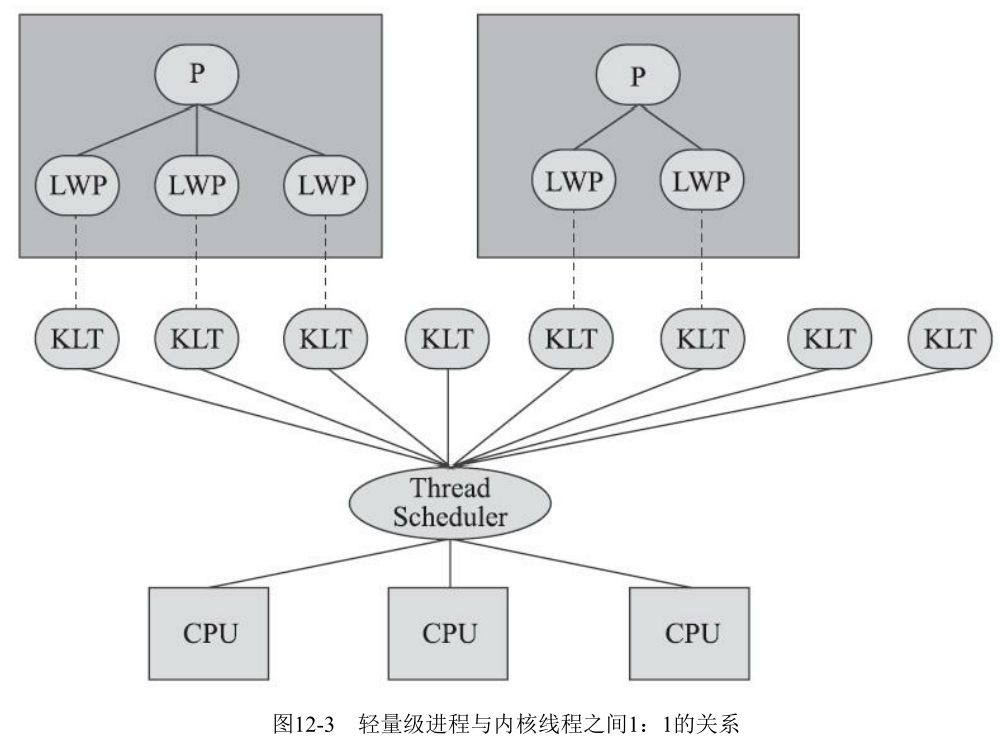 P
P
LWP LWP LWP
LWP LWP
KLT KLT KLT KLT KLT KLT KLT KLT
Thread
Scheduler
CPU CPU CPU
图12-3 轻量级进程与内核线程之间1：1的关系